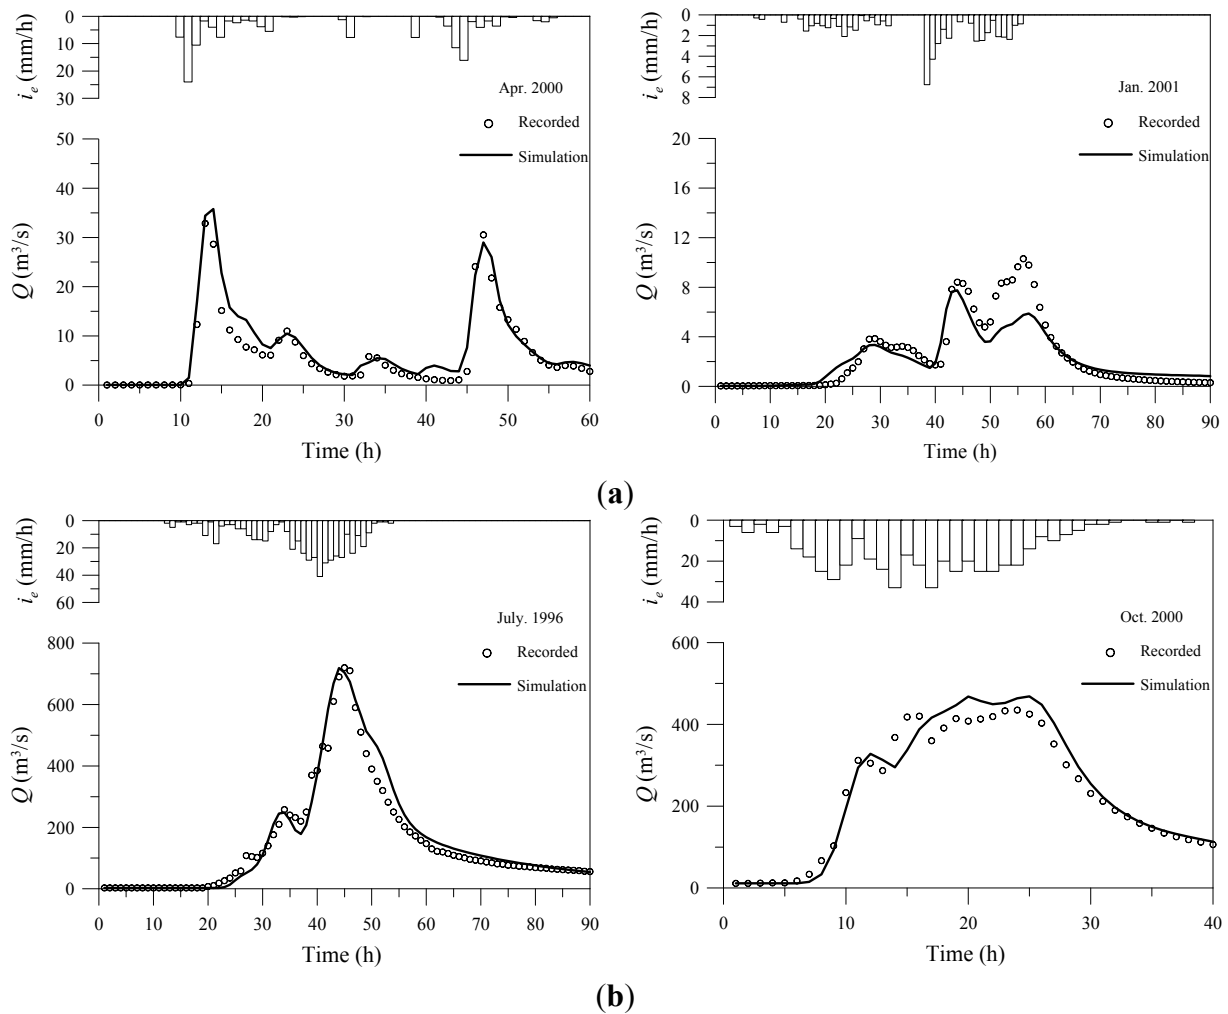 0
10
20
30
i_e (mm/h)
Apr. 2000
Recorded
Simulation
50
40
30
20
10
0
Q (m³/s)
0 10 20 30 40 50 60
Time (h)
0
2
4
6
8
i_e (mm/h)
Jan. 2001
Recorded
Simulation
20
16
12
8
4
0
Q (m³/s)
0 10 20 30 40 50 60 70 80 90
Time (h)
(a)
0
20
40
60
i_e (mm/h)
July. 1996
Recorded
Simulation
800
600
400
200
0
Q (m³/s)
0 10 20 30 40 50 60 70 80 90
Time (h)
0
20
40
i_e (mm/h)
Oct. 2000
Recorded
Simulation
600
400
200
0
Q (m³/s)
0 10 20 30 40
Time (h)
(b)